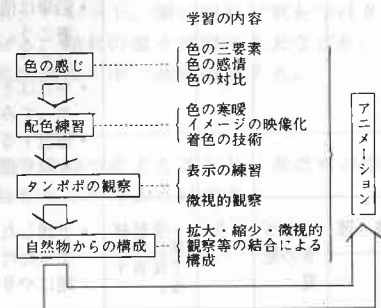 学習の内容
色の感じ
色の三要素
色の感情
色の対比
配色練習
色の寒暖
イメージの映像化
着色の技術
タンポポの観察
表示の練習
微視的観察
自然物からの構成
拡大・縮少・微視的
観察等の結合による
構成
アニメーション